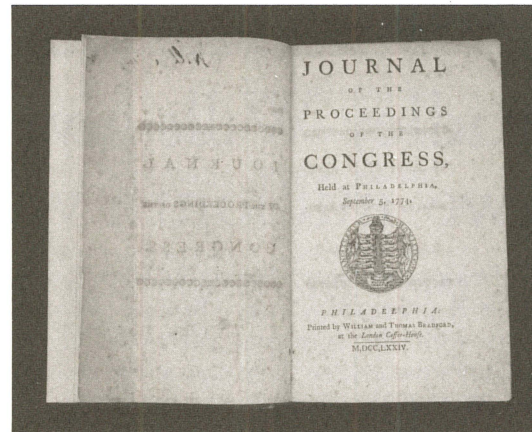 JOURNAL
OF THE
PROCEEDINGS
OF THE
CONGRESS,
Held at PHILADELPHIA,
September 5, 1774.
PHILADELPHIA:
Printed by WILLIAM and THOMAS BRADFORD,
at the London Coffee-House.
M,DCC,LXXIV.